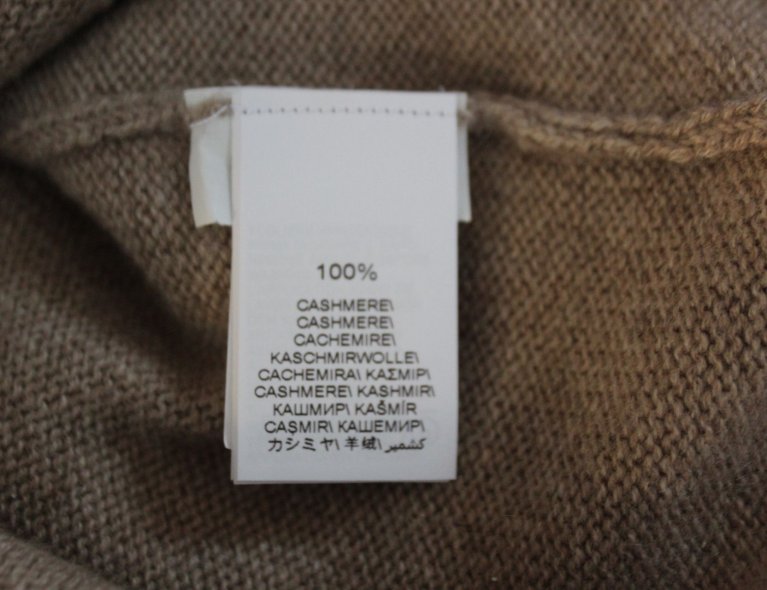 100%
CASHMERE\
CASHMERE\
CACHEMIRE\
KASCHMIRWOLLE\
CACHEMIRA\ ΚΑΣΜΙΡ\
CASHMERE\ KASHMIR\
КАШМИР\ KAŠMÍR
CAŞMIR\ КАШЕМИР\
カシミヤ\ 羊绒\ كشمير